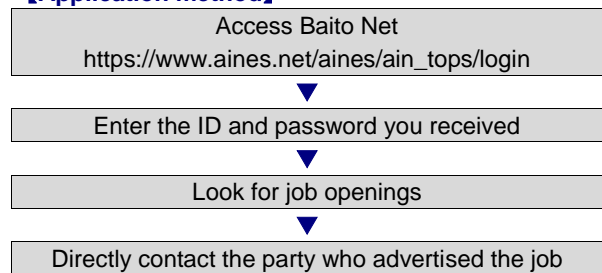 【Application method】
Access Baito Net
https://www.aines.net/aines/ain_tops/login
Enter the ID and password you received
Look for job openings
Directly contact the party who advertised the job